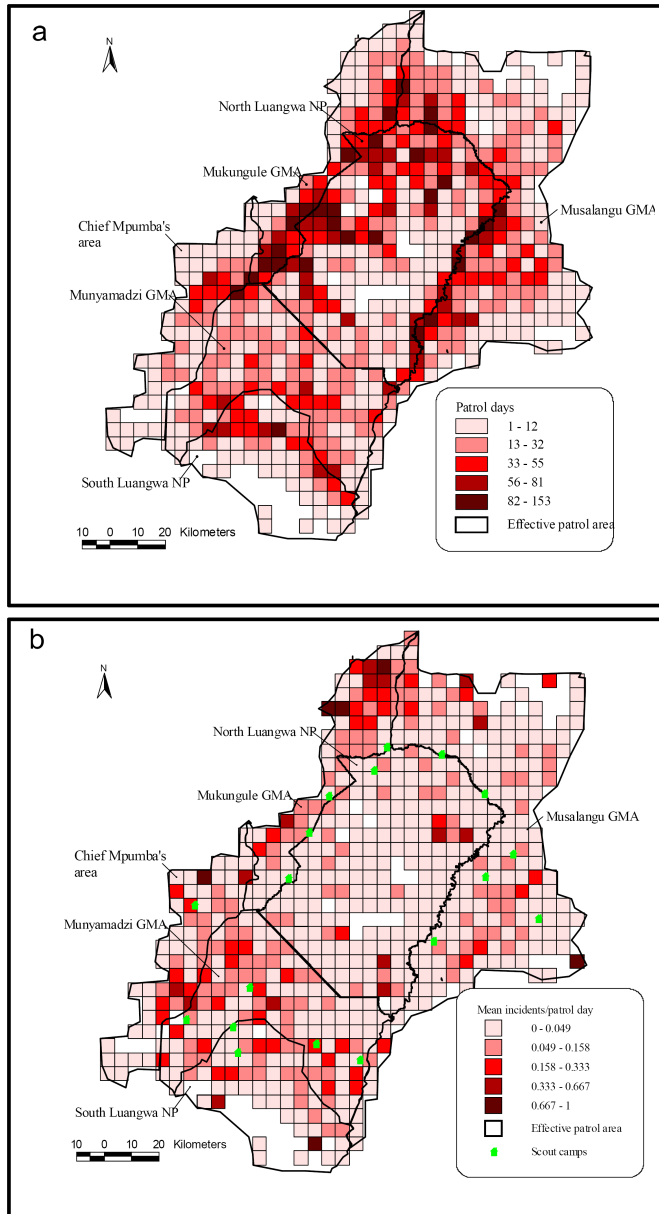 a
N
North Luangwa NP
Mukungule GMA
Musalangu GMA
Chief Mpumba's
area
Munyamadzi GMA
South Luangwa NP
Patrol days
1 - 12
13 - 32
33 - 55
56 - 81
82 - 153
Effective patrol area
10 0 10 20 Kilometers
b
N
North Luangwa NP
Mukungule GMA
Musalangu GMA
Chief Mpumba's
area
Munyamadzi GMA
South Luangwa NP
Mean incidents/patrol day
0 - 0.049
0.049 - 0.158
0.158 - 0.333
0.333 - 0.667
0.667 - 1
Effective patrol area
Scout camps
10 0 10 20 Kilometers